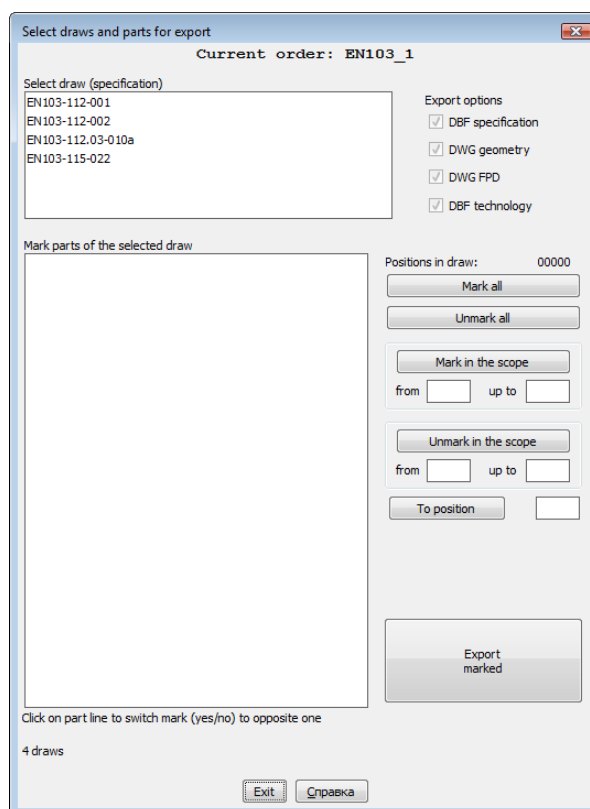 Select draws and parts for export
Current order: EN103_1
Select draw (specification)
EN103-112-001
EN103-112-002
EN103-112.03-010a
EN103-115-022
Export options
DBF specification
DWG geometry
DWG FPD
DBF technology
Mark parts of the selected draw
Positions in draw: 00000
Mark all
Unmark all
Mark in the scope
from up to
Unmark in the scope
from up to
To position
Export
marked
Click on part line to switch mark (yes/no) to opposite one
4 draws
Exit Справка